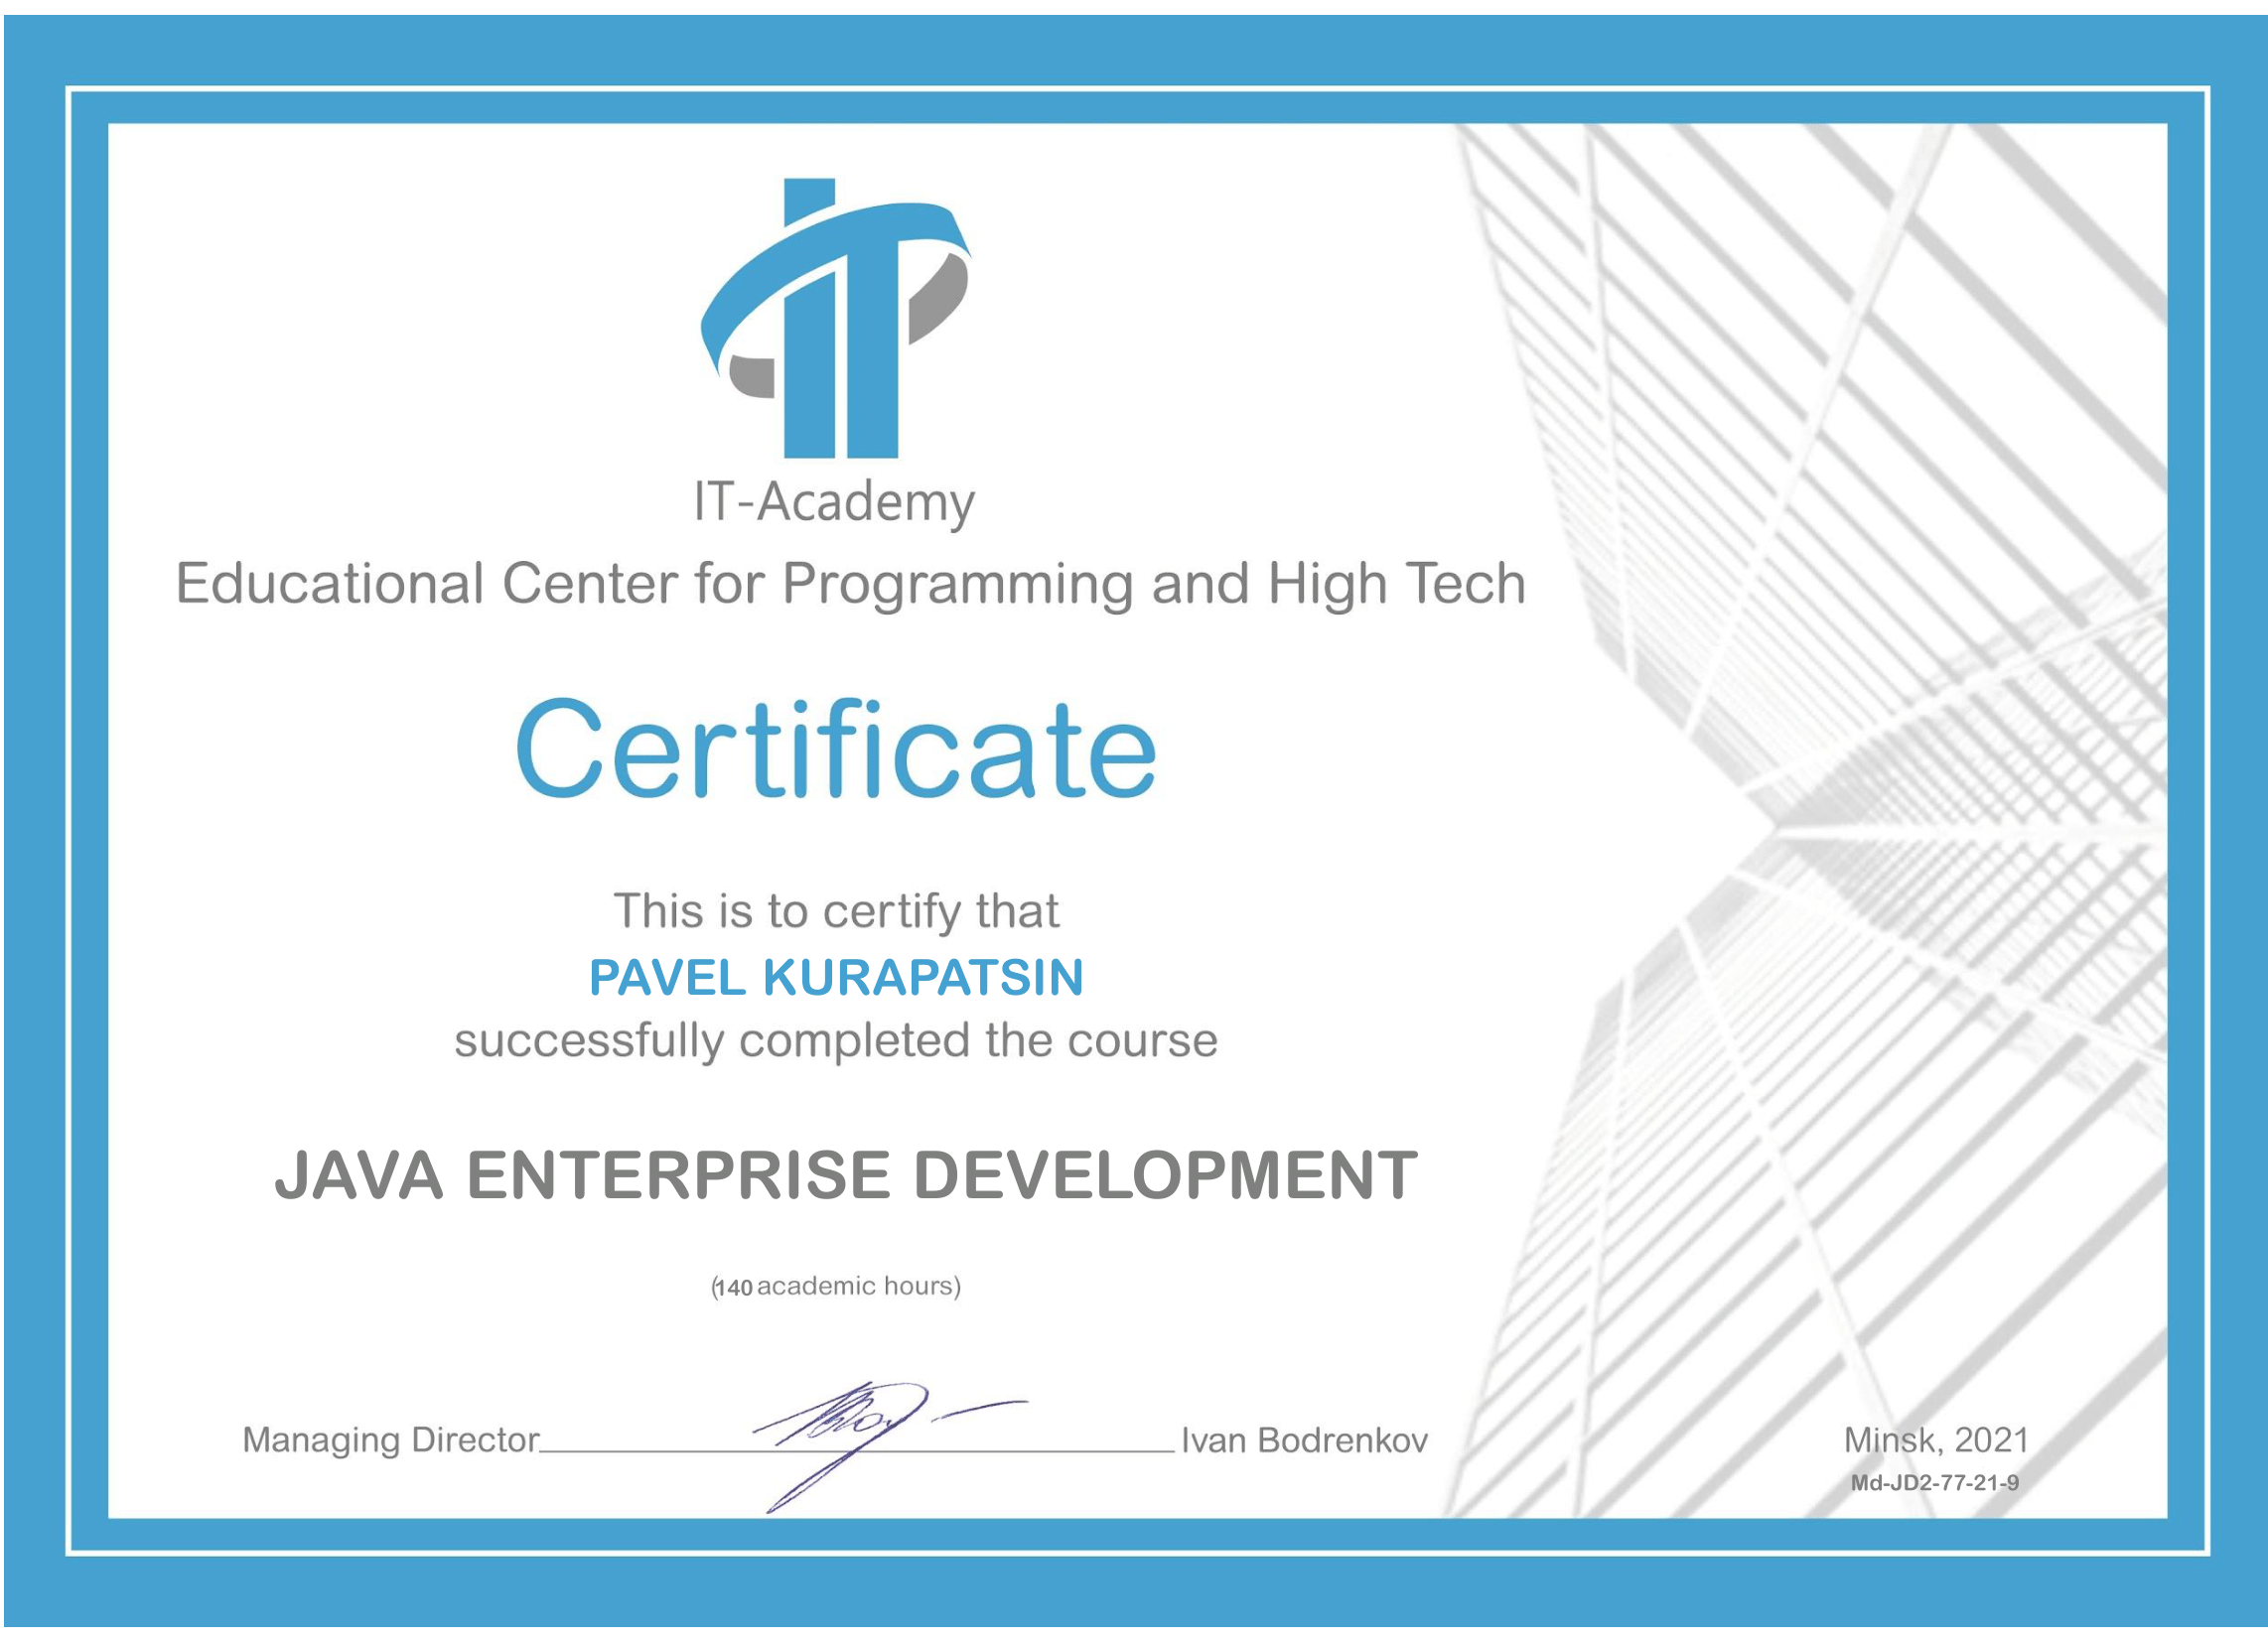 IT-Academy
Educational Center for Programming and High Tech
Certificate
This is to certify that
PAVEL KURAPATSIN
successfully completed the course
JAVA ENTERPRISE DEVELOPMENT
(140 academic hours)
Managing Director Ivan Bodrenkov
Minsk, 2021
Md-JD2-77-21-9